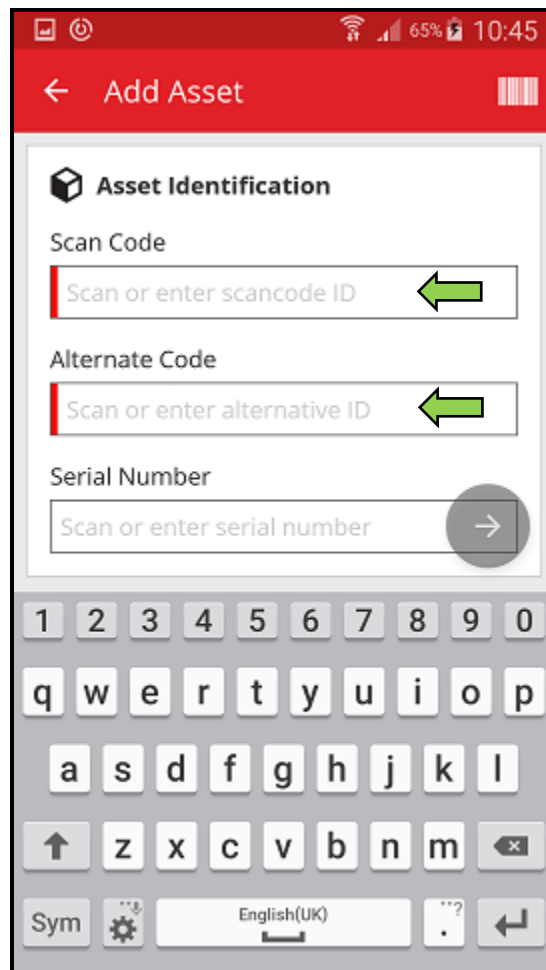 65% 10:45
Add Asset
Asset Identification
Scan Code
Scan or enter scancode ID
Alternate Code
Scan or enter alternative ID
Serial Number
Scan or enter serial number
1 2 3 4 5 6 7 8 9 0
q w e r t y u i o p
a s d f g h j k l
z x c v b n m
Sym English(UK) . ?